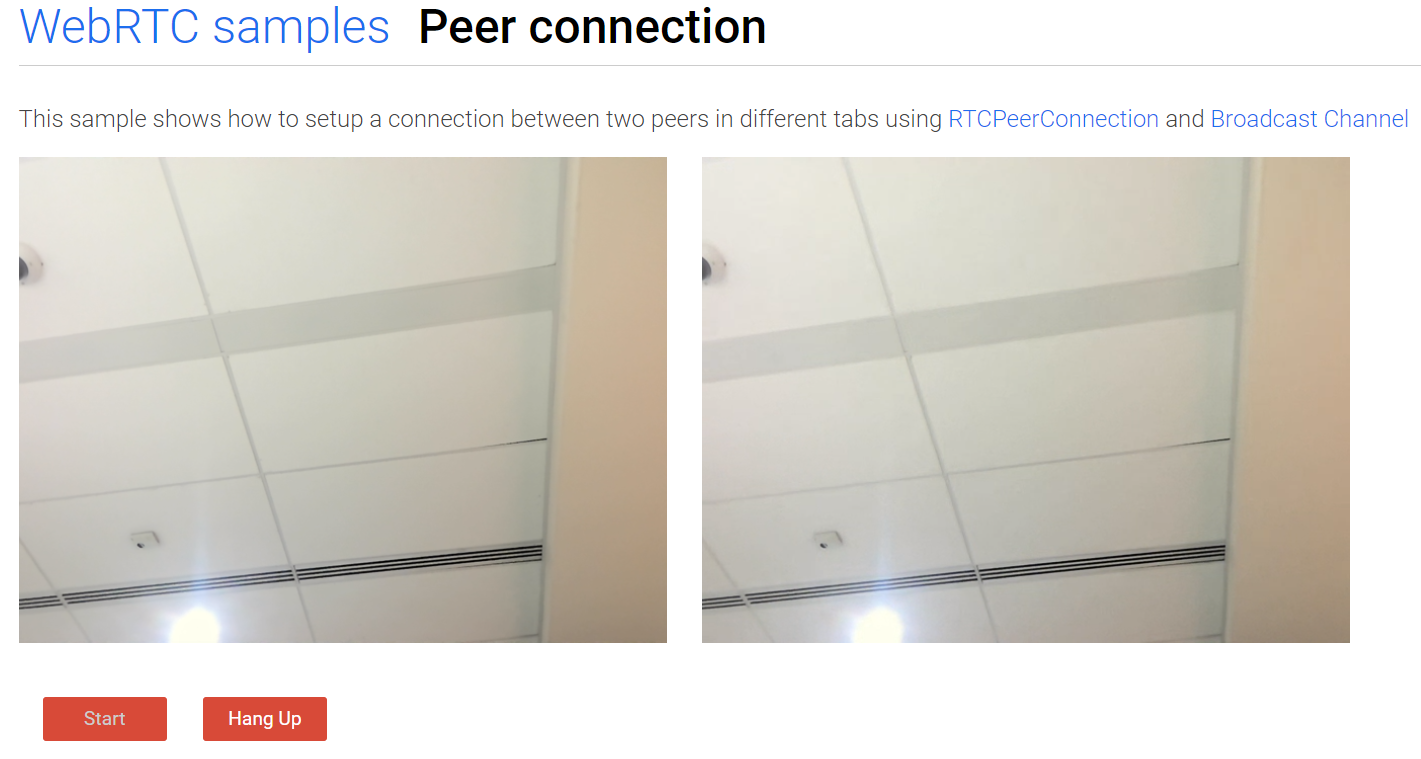 WebRTC samples Peer connection
This sample shows how to setup a connection between two peers in different tabs using RTCPeerConnection and Broadcast Channel
Start
Hang Up